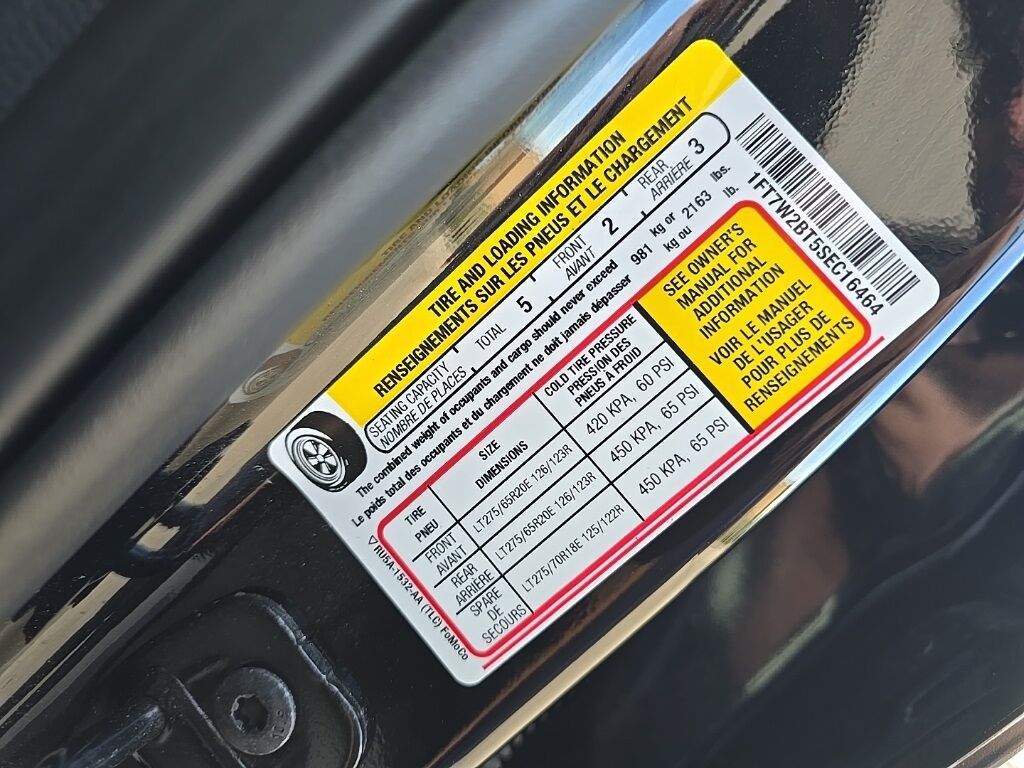 TIRE AND LOADING INFORMATION
RENSEIGNEMENTS SUR LES PNEUS ET LE CHARGEMENT
SEATING CAPACITY
NOMBRE DE PLACES
TOTAL 5
FRONT
AVANT 2
REAR
ARRIÈRE 3
The combined weight of occupants and cargo should never exceed
Le poids total des occupants et du chargement ne doit jamais dépasser
981 kg or
kg ou
2163 lbs.
lb.
TIRE
PNEU
SIZE
DIMENSIONS
COLD TIRE PRESSURE
PRESSION DES
PNEUS A FROID
FRONT
AVANT
LT275/65R20E 126/123R
420 KPA, 60 PSI
REAR
ARRIÈRE
LT275/65R20E 126/123R
450 KPA, 65 PSI
SPARE
DE
SECOURS
LT275/70R18E 125/122R
450 KPA, 65 PSI
SEE OWNER'S
MANUAL FOR
ADDITIONAL
INFORMATION
VOIR LE MANUEL
DE L'USAGER
POUR PLUS DE
RENSEIGNEMENTS
1FT7W2BT5SEC16464
RU5A-1532-AA (TLC) FoMoCo